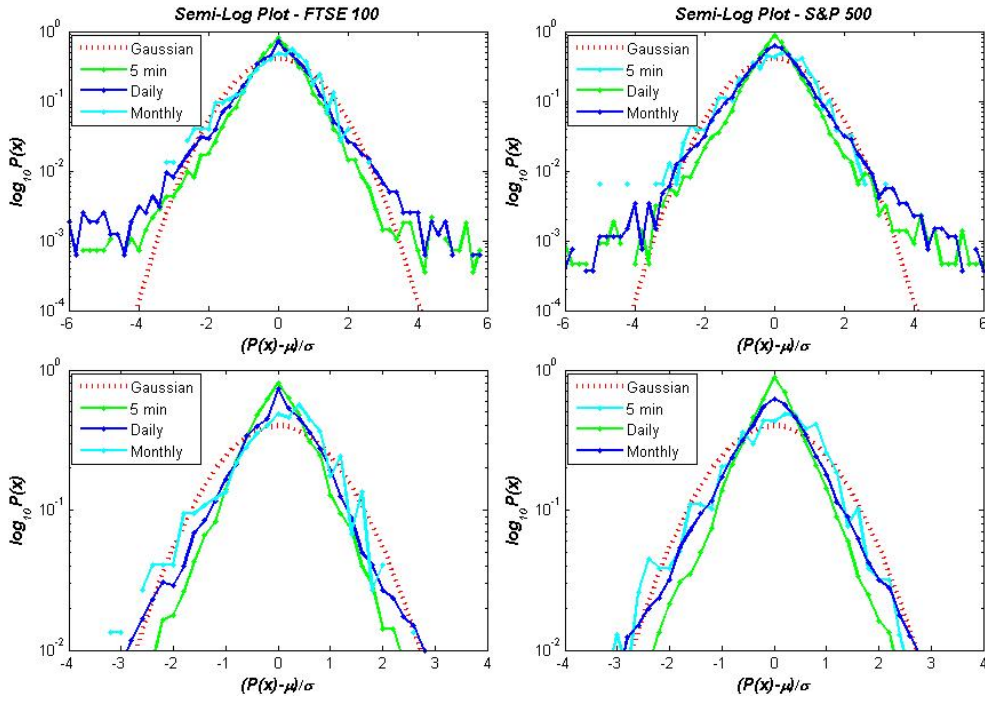 Semi-Log Plot - FTSE 100
Gaussian
5 min
Daily
Monthly
log10 P(x)
10^0
10^-1
10^-2
10^-3
10^-4
-6 -4 -2 0 2 4 6
(P(x)-μ)/σ
Semi-Log Plot - S&P 500
Gaussian
5 min
Daily
Monthly
log10 P(x)
10^0
10^-1
10^-2
10^-3
10^-4
-6 -4 -2 0 2 4 6
(P(x)-μ)/σ
Gaussian
5 min
Daily
Monthly
log10 P(x)
10^0
10^-1
10^-2
-4 -3 -2 -1 0 1 2 3 4
(P(x)-μ)/σ
Gaussian
5 min
Daily
Monthly
log10 P(x)
10^0
10^-1
10^-2
-4 -3 -2 -1 0 1 2 3 4
(P(x)-μ)/σ